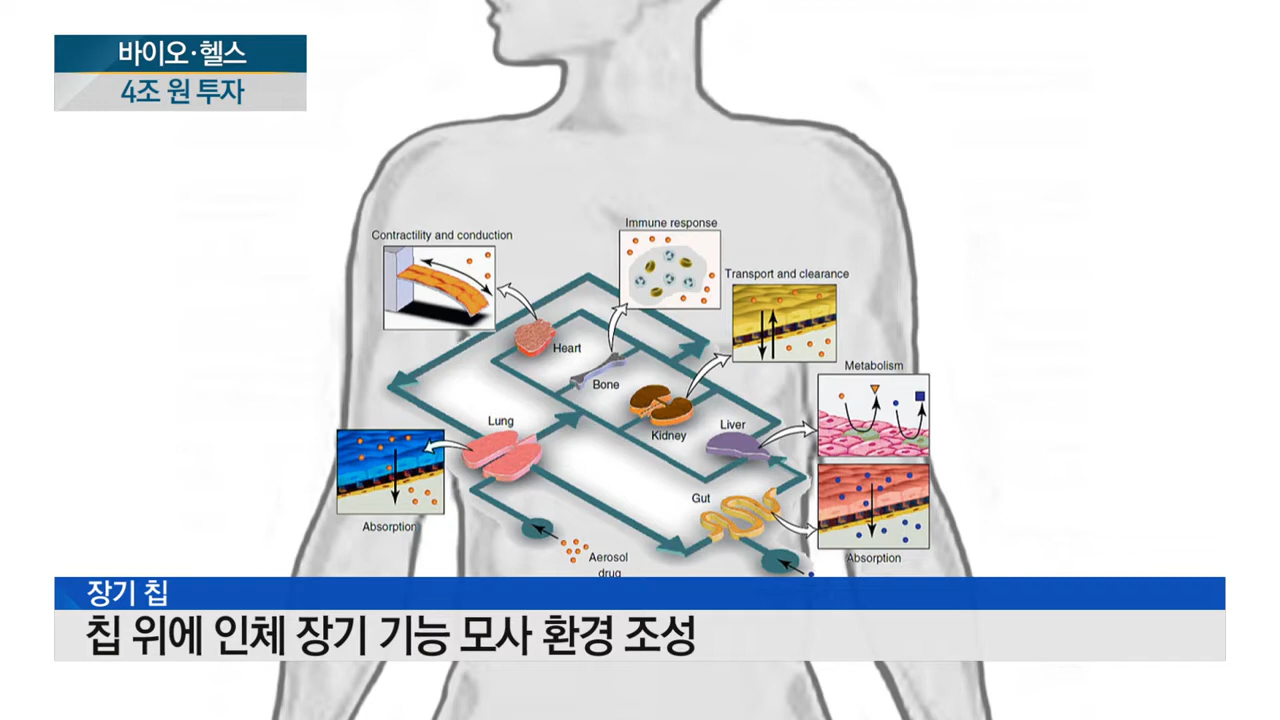 바이오·헬스
4조 원 투자
Immune response
Contractility and conduction
Transport and clearance
Heart
Metabolism
Bone
Lung
Liver
Kidney
Gut
Absorption
Aerosol
drug
Absorption
장기 칩
칩 위에 인체 장기 기능 모사 환경 조성